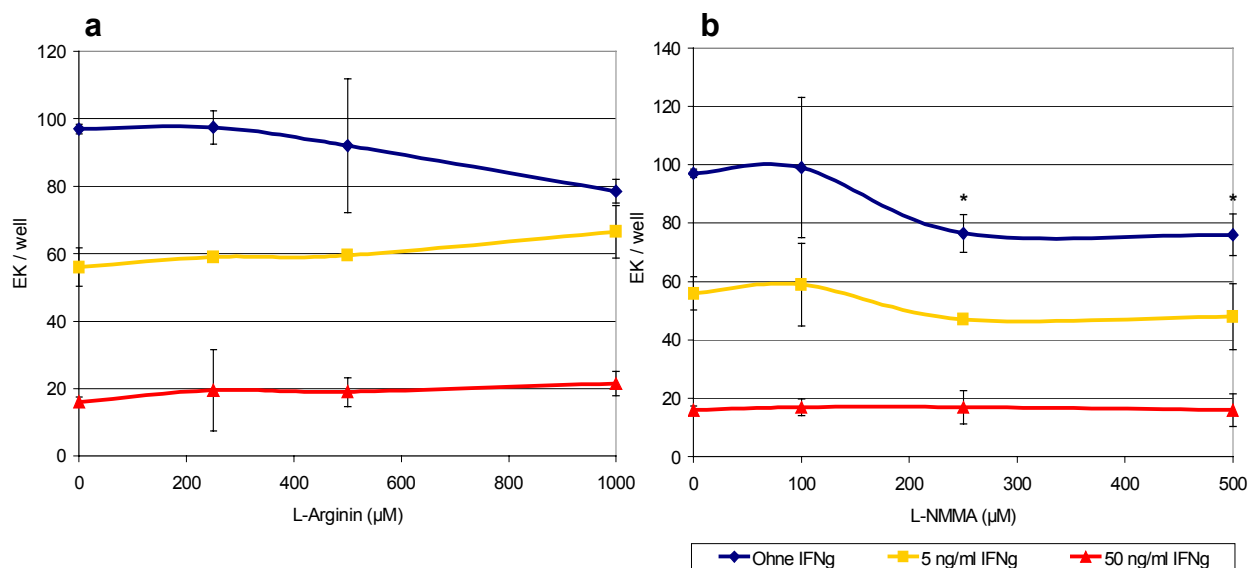 a
120
100
80
60
40
20
0
EK / well
0 200 400 600 800 1000
L-Arginin (µM)
b
140
120
100
80
60
40
20
0
EK / well
* *
0 100 200 300 400 500
L-NMMA (µM)
Ohne IFNg 5 ng/ml IFNg 50 ng/ml IFNg